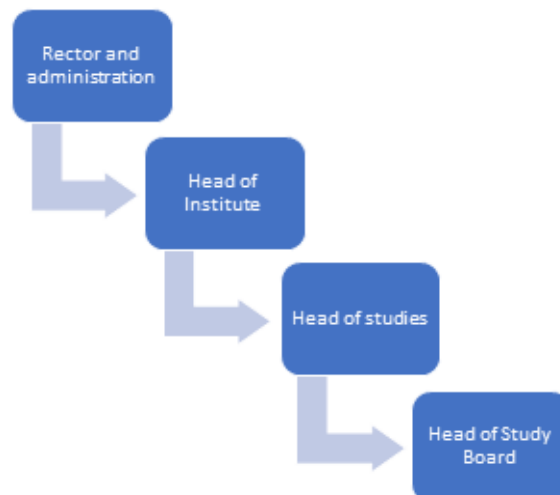 Rector and
administration
Head of
Institute
Head of studies
Head of Study
Board